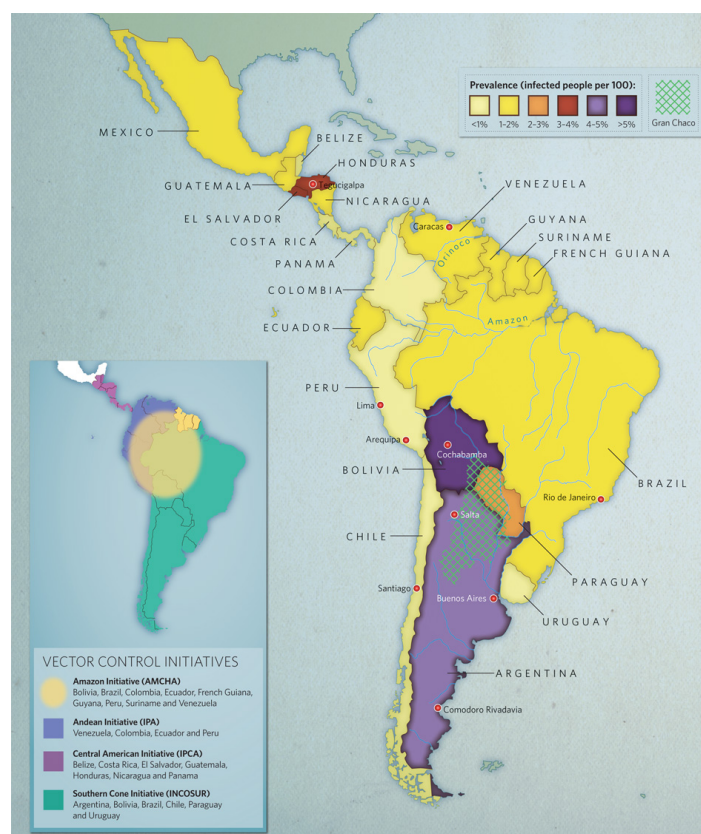 Prevalence (infected people per 100):
<1%
1-2%
2-3%
3-4%
4-5%
>5%
Gran Chaco
MEXICO
BELIZE
HONDURAS
GUATEMALA
Tegucigalpa
VENEZUELA
NICARAGUA
EL SALVADOR
Caracas
GUYANA
COSTA RICA
Orinoco
SURINAME
PANAMA
FRENCH GUIANA
COLOMBIA
Amazon
ECUADOR
PERU
Lima
Arequipa
Cochabamba
BOLIVIA
BRAZIL
Rio de Janeiro
Salta
CHILE
PARAGUAY
Santiago
Buenos Aires
URUGUAY
ARGENTINA
Comodoro Rivadavia
VECTOR CONTROL INITIATIVES
Amazon Initiative (AMCHA)
Bolivia, Brazil, Colombia, Ecuador, French Guiana,
Guyana, Peru, Suriname and Venezuela
Andean Initiative (IPA)
Venezuela, Colombia, Ecuador and Peru
Central American Initiative (IPCA)
Belize, Costa Rica, El Salvador, Guatemala,
Honduras, Nicaragua and Panama
Southern Cone Initiative (INCOSUR)
Argentina, Bolivia, Brazil, Chile, Paraguay
and Uruguay